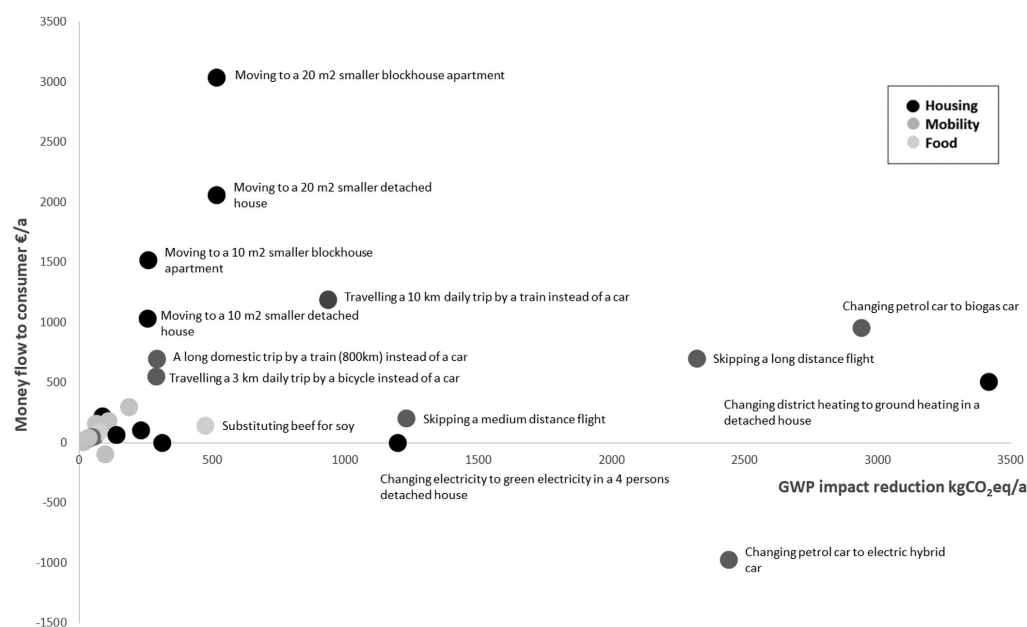 3500
3000
2500
2000
1500
1000
500
0
-500
-1000
-1500
Money flow to consumer €/a
Moving to a 20 m2 smaller blockhouse apartment
Housing
Mobility
Food
Moving to a 20 m2 smaller detached
house
Moving to a 10 m2 smaller blockhouse
apartment
Travelling a 10 km daily trip by a train instead of a car
Changing petrol car to biogas car
Moving to a 10 m2 smaller detached
house
A long domestic trip by a train (800km) instead of a car
Skipping a long distance flight
Travelling a 3 km daily trip by a bicycle instead of a car
Changing district heating to ground heating in a
detached house
Substituting beef for soy
Skipping a medium distance flight
0 500 1000 1500 2000 2500 3000 3500
Changing electricity to green electricity in a 4 persons
detached house
GWP impact reduction kgCO₂eq/a
Changing petrol car to electric hybrid
car